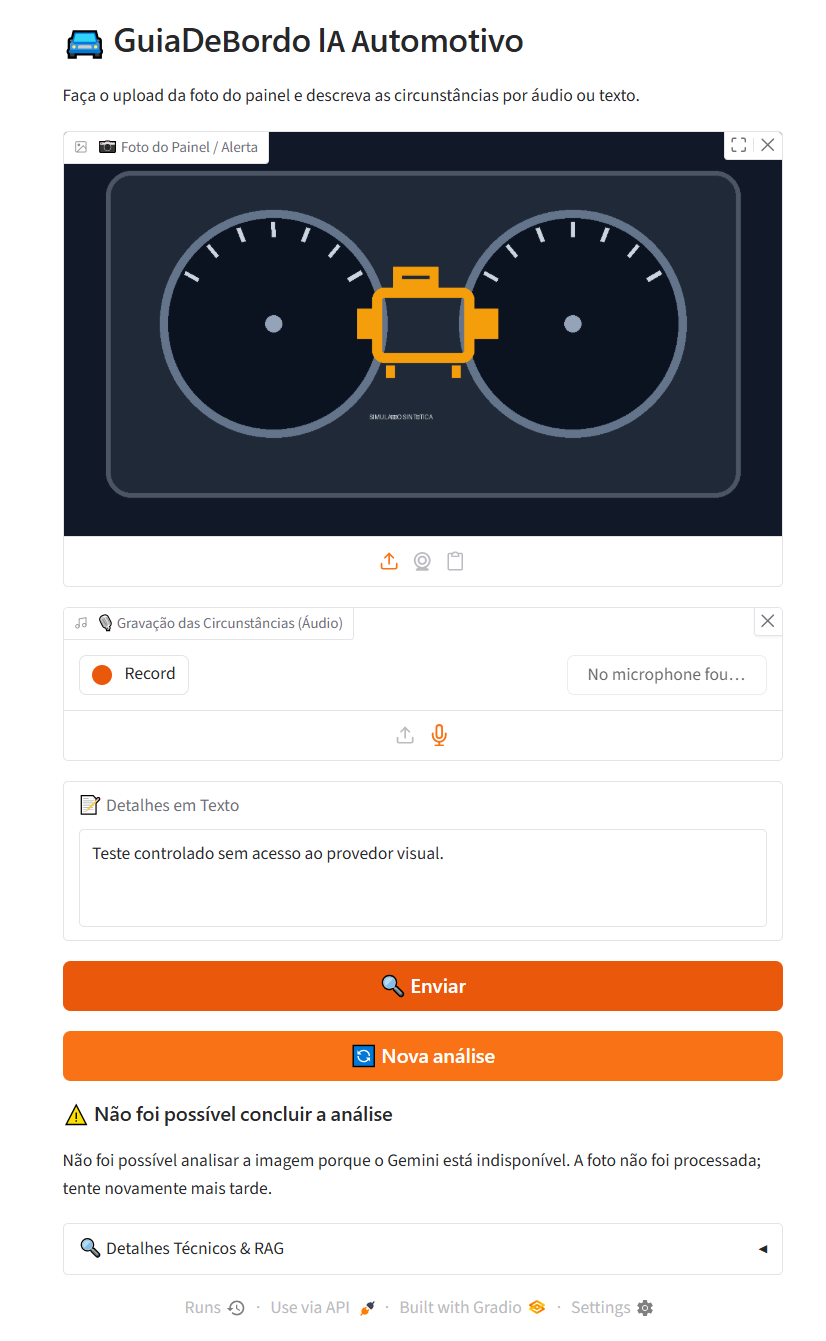 GuiaDeBordo IA Automotivo
Faça o upload da foto do painel e descreva as circunstâncias por áudio ou texto.
Foto do Painel / Alerta
Gravação das Circunstâncias (Áudio)
Record
No microphone fou…
Detalhes em Texto
Teste controlado sem acesso ao provedor visual.
Enviar
Nova análise
Não foi possível concluir a análise
Não foi possível analisar a imagem porque o Gemini está indisponível. A foto não foi processada;
tente novamente mais tarde.
Detalhes Técnicos & RAG
Runs · Use via API · Built with Gradio · Settings